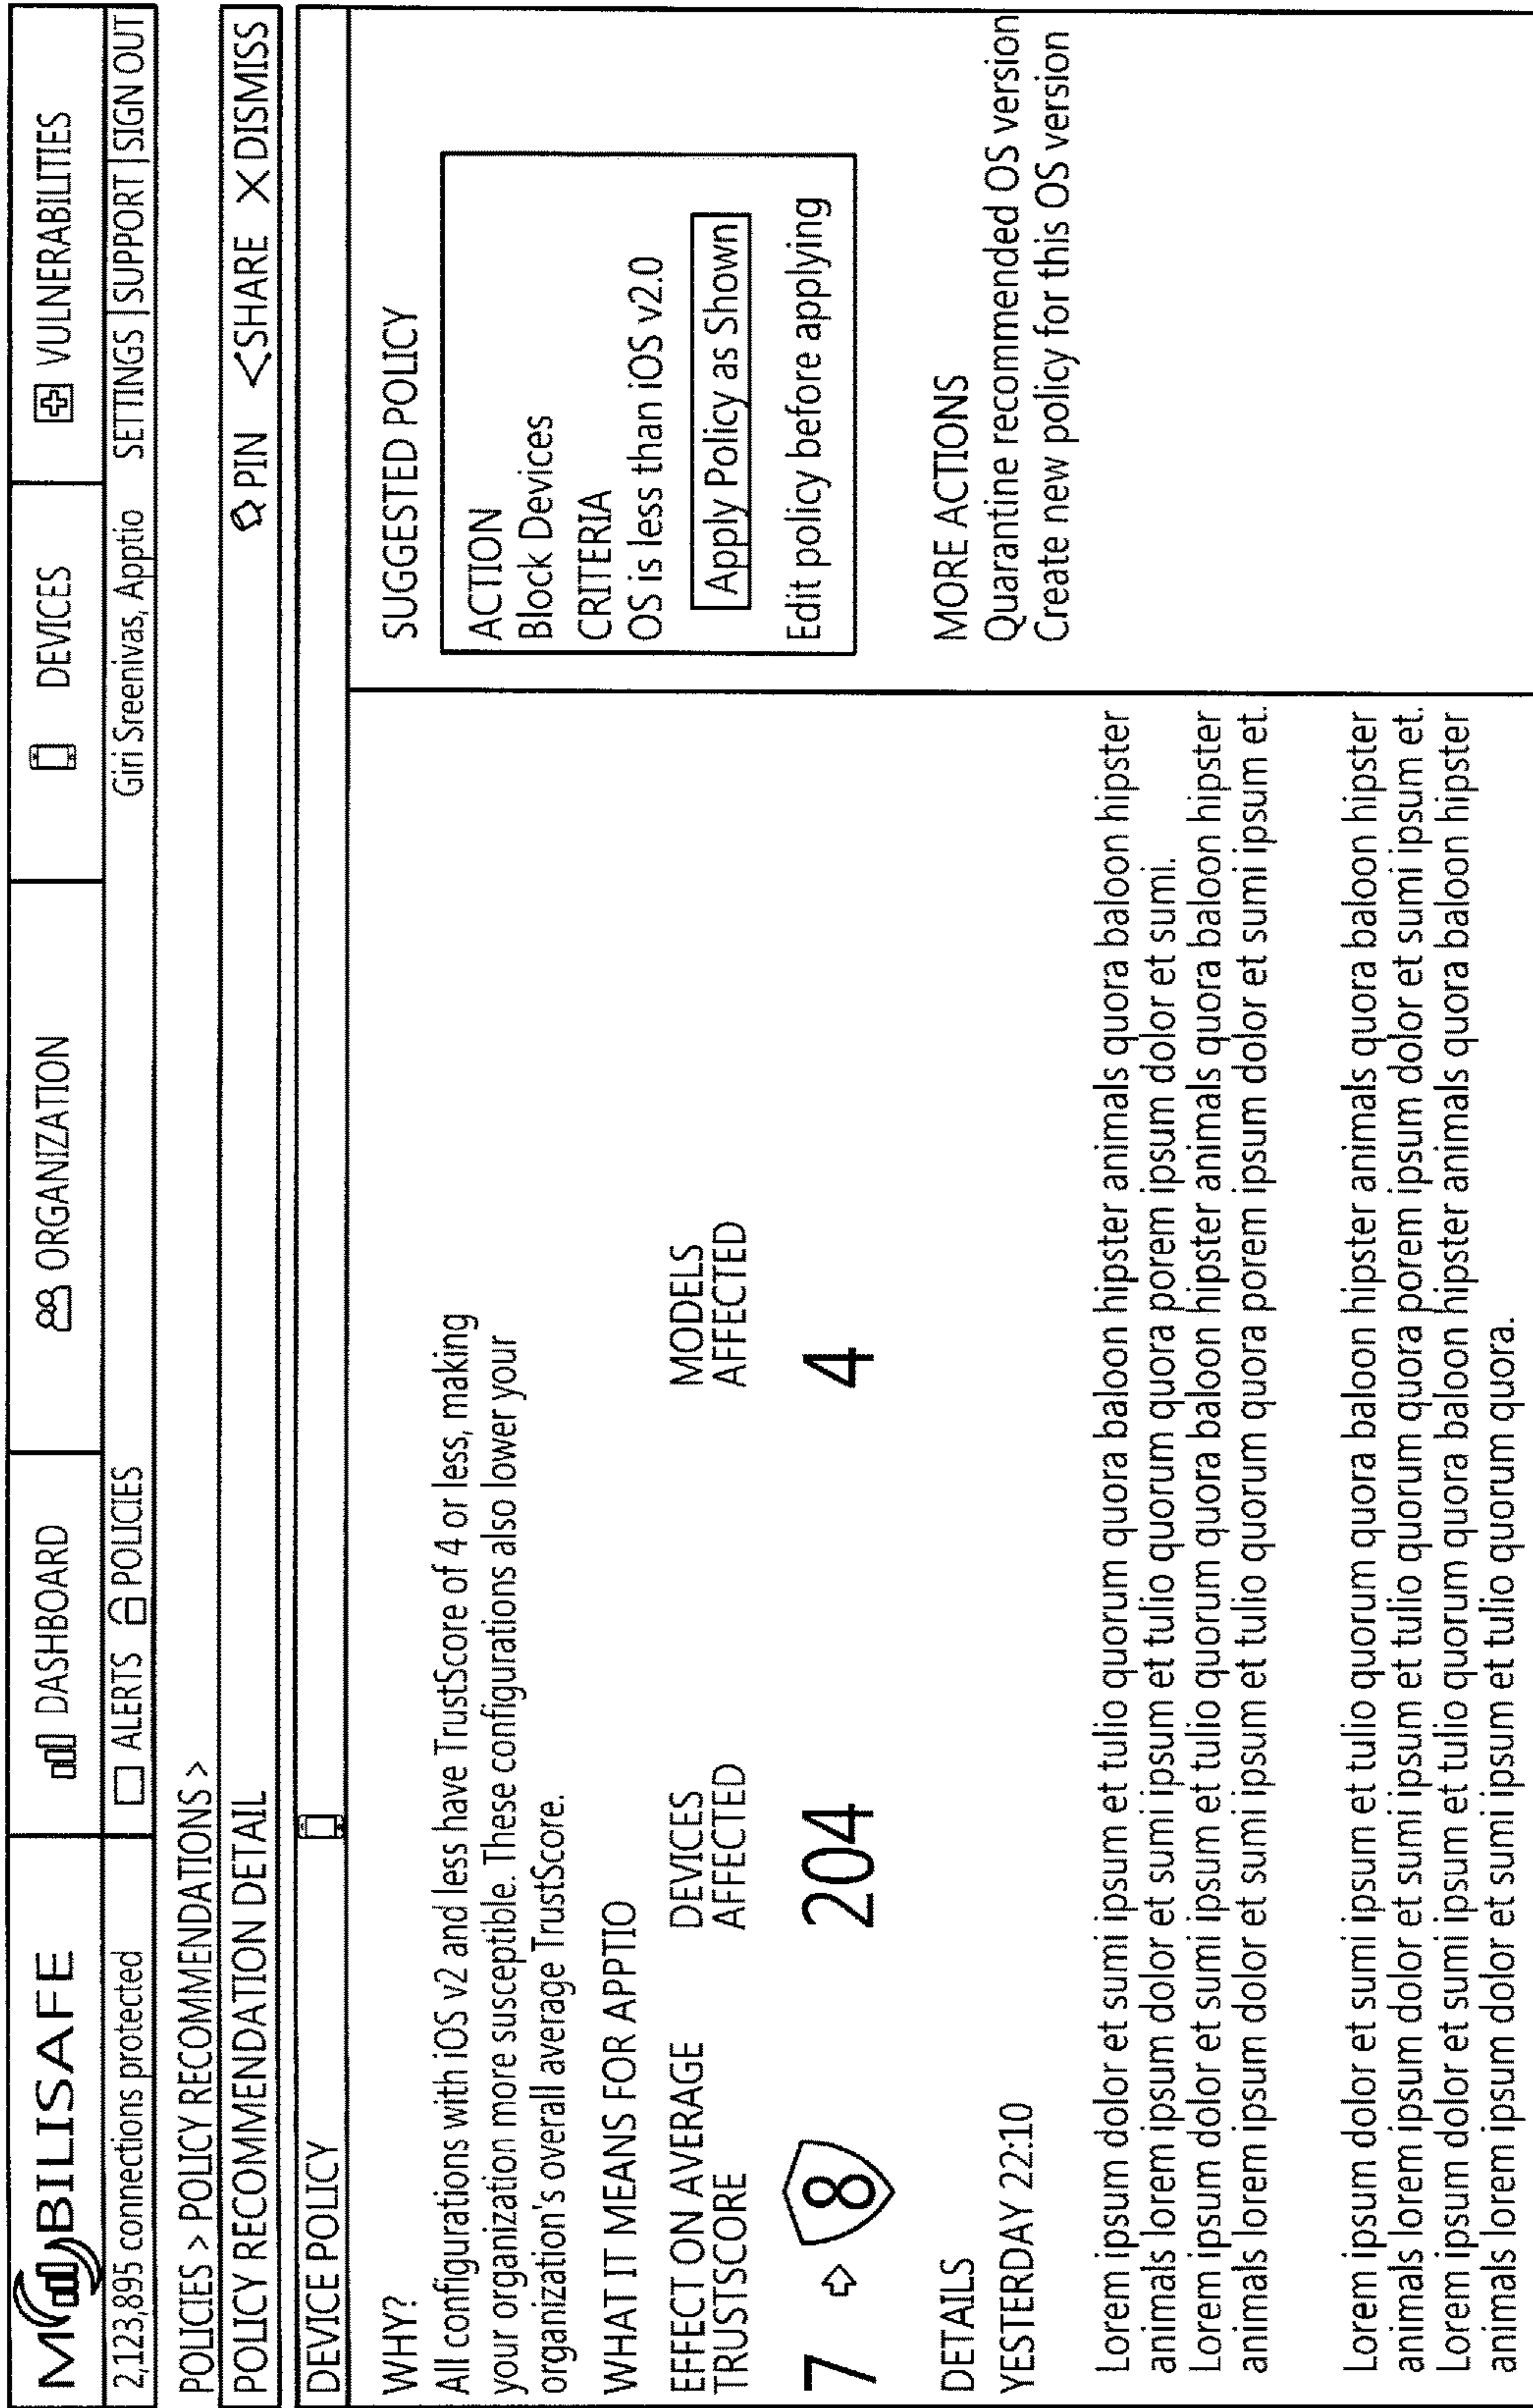 MOBILISAFE
DASHBOARD
ORGANIZATION
DEVICES
VULNERABILITIES
2,123,895 connections protected
ALERTS POLICIES
Giri Sreenivas, Apptio SETTINGS | SUPPORT | SIGN OUT
POLICIES > POLICY RECOMMENDATIONS >
POLICY RECOMMENDATION DETAIL
PIN <SHARE X DISMISS
DEVICE POLICY
WHY?
All configurations with iOS v2 and less have TrustScore of 4 or less, making
your organization more susceptible. These configurations also lower your
organization's overall average TrustScore.
WHAT IT MEANS FOR APPTIO
EFFECT ON AVERAGE
TRUSTSCORE
DEVICES
AFFECTED
MODELS
AFFECTED
7 8
204
4
DETAILS
YESTERDAY 22:10
Lorem ipsum dolor et sumi ipsum et tulio quorum quora baloon hipster animals quora baloon hipster
animals lorem ipsum dolor et sumi ipsum et tulio quorum quora porem ipsum dolor et sumi.
Lorem ipsum dolor et sumi ipsum et tulio quorum quora baloon hipster animals quora baloon hipster
animals lorem ipsum dolor et sumi ipsum et tulio quorum quora porem ipsum dolor et sumi ipsum et.
Lorem ipsum dolor et sumi ipsum et tulio quorum quora baloon hipster animals quora baloon hipster
animals lorem ipsum dolor et sumi ipsum et tulio quorum quora porem ipsum dolor et sumi ipsum et.
Lorem ipsum dolor et sumi ipsum et tulio quorum quora baloon hipster animals quora baloon hipster
animals lorem ipsum dolor et sumi ipsum et tulio quorum quora.
SUGGESTED POLICY
ACTION
Block Devices
CRITERIA
OS is less than iOS v2.0
Apply Policy as Shown
Edit policy before applying
MORE ACTIONS
Quarantine recommended OS version
Create new policy for this OS version